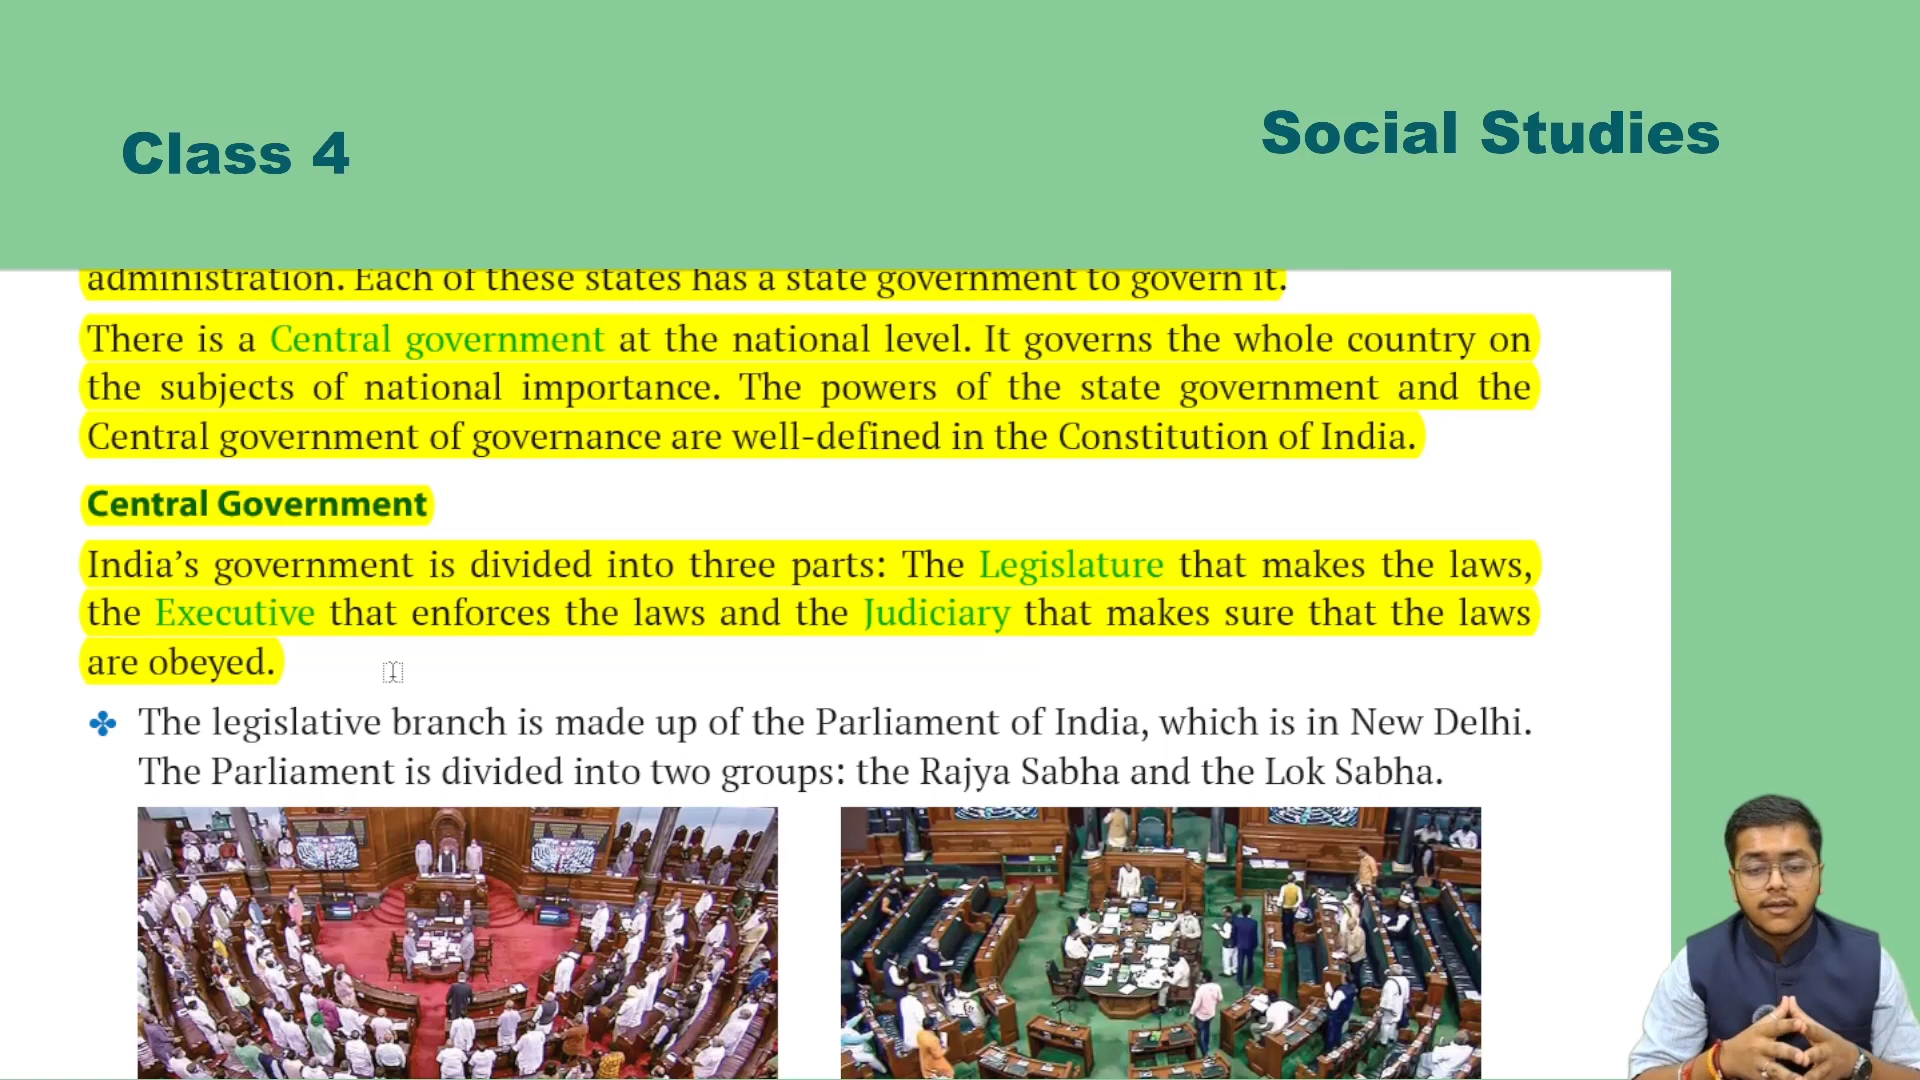 Class 4
Social Studies
administration. Each of these states has a state government to govern it.
There is a Central government at the national level. It governs the whole country on
the subjects of national importance. The powers of the state government and the
Central government of governance are well-defined in the Constitution of India.
Central Government
India’s government is divided into three parts: The Legislature that makes the laws,
the Executive that enforces the laws and the Judiciary that makes sure that the laws
are obeyed.
The legislative branch is made up of the Parliament of India, which is in New Delhi.
The Parliament is divided into two groups: the Rajya Sabha and the Lok Sabha.